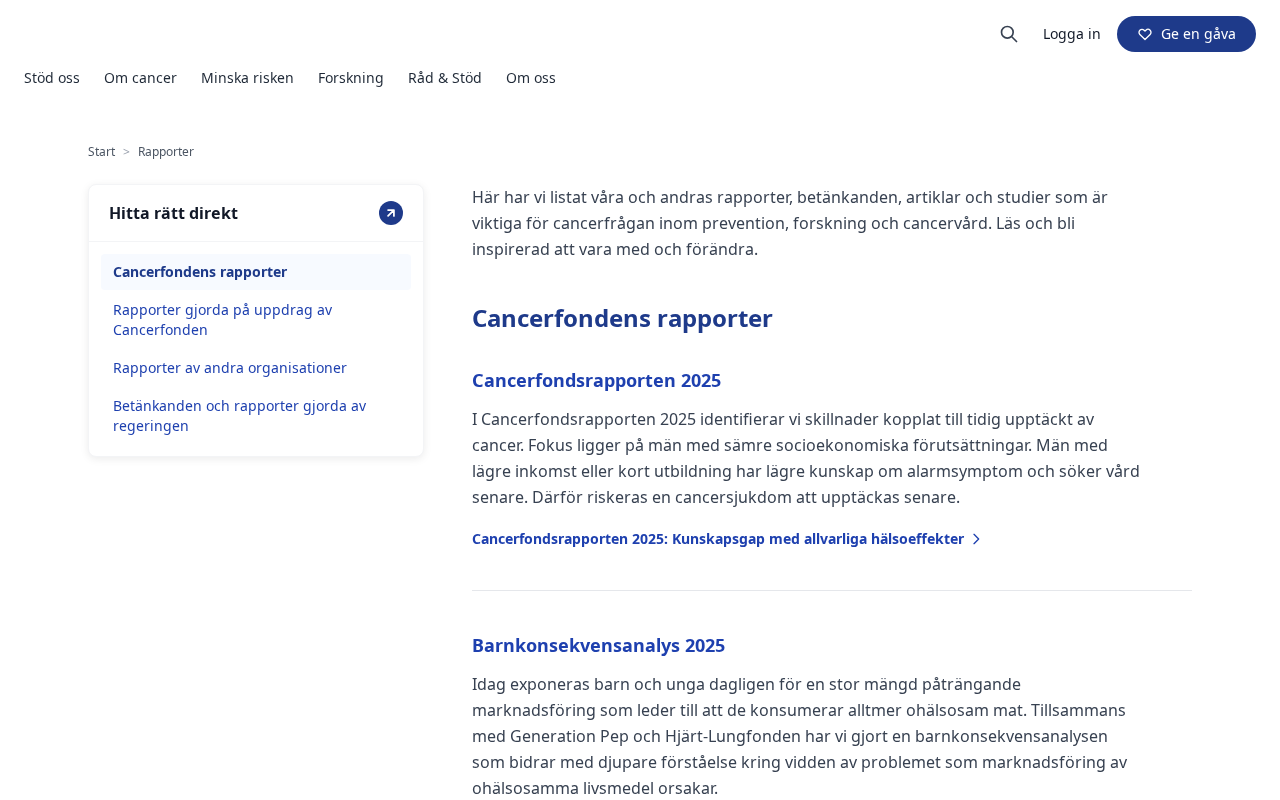 Logga in
Ge en gåva
Stöd oss
Om cancer
Minska risken
Forskning
Råd & Stöd
Om oss
Start > Rapporter
Hitta rätt direkt
Cancerfondens rapporter
Rapporter gjorda på uppdrag av
Cancerfonden
Rapporter av andra organisationer
Betänkanden och rapporter gjorda av
regeringen
Här har vi listat våra och andras rapporter, betänkanden, artiklar och studier som är
viktiga för cancerfrågan inom prevention, forskning och cancervård. Läs och bli
inspirerad att vara med och förändra.
Cancerfondens rapporter
Cancerfondsrapporten 2025
I Cancerfondsrapporten 2025 identifierar vi skillnader kopplat till tidig upptäckt av
cancer. Fokus ligger på män med sämre socioekonomiska förutsättningar. Män med
lägre inkomst eller kort utbildning har lägre kunskap om alarmsymptom och söker vård
senare. Därför riskeras en cancersjukdom att upptäckas senare.
Cancerfondsrapporten 2025: Kunskapsgap med allvarliga hälsoeffekter
Barnkonsekvensanalys 2025
Idag exponeras barn och unga dagligen för en stor mängd påträngande
marknadsföring som leder till att de konsumerar alltmer ohälsosam mat. Tillsammans
med Generation Pep och Hjärt-Lungfonden har vi gjort en barnkonsekvensanalysen
som bidrar med djupare förståelse kring vidden av problemet som marknadsföring av
ohälsosamma livsmedel orsakar.